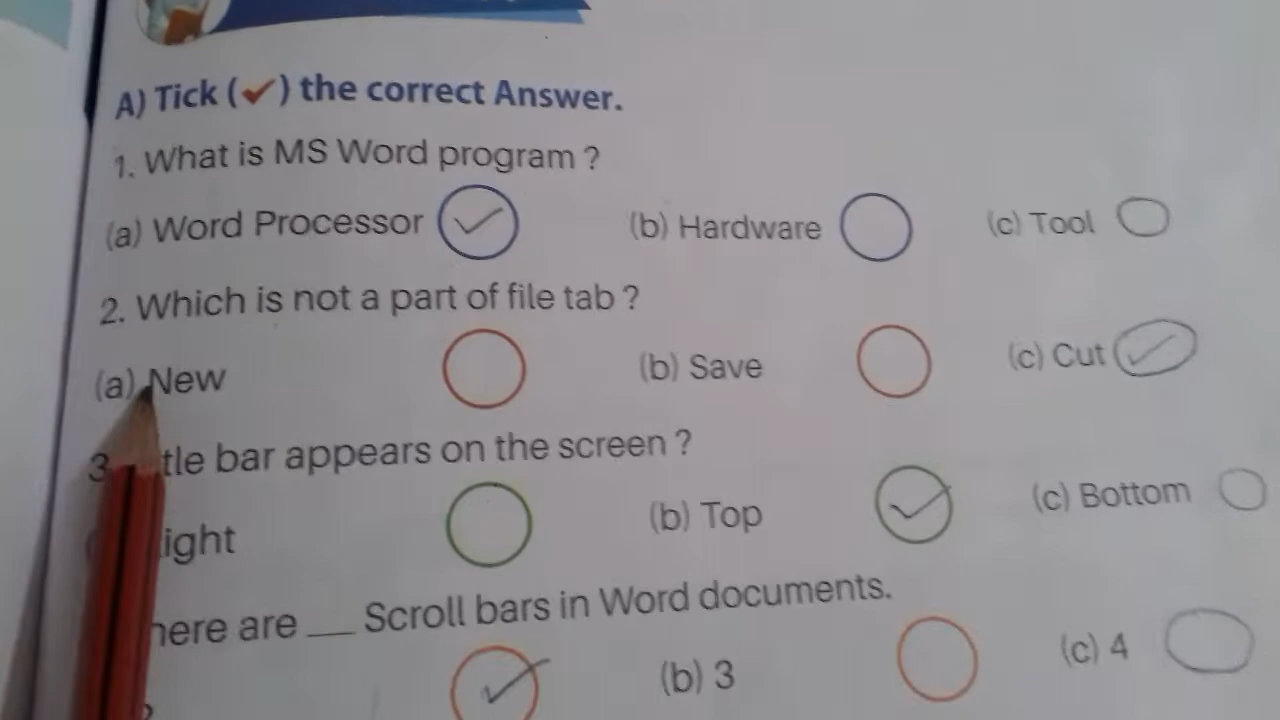 A) Tick (✔) the correct Answer.
1. What is MS Word program ?
(a) Word Processor (b) Hardware (c) Tool
2. Which is not a part of file tab ?
(a) New (b) Save (c) Cut
3. tle bar appears on the screen ?
ight (b) Top (c) Bottom
here are ___ Scroll bars in Word documents.
(b) 3 (c) 4